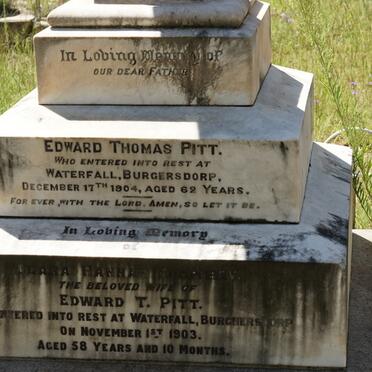 In Loving Memory of
OUR DEAR FATHER
EDWARD THOMAS PITT.
WHO ENTERED INTO REST AT
WATERFALL, BURGERSDORP,
DECEMBER 17TH 1904, AGED 62 YEARS.
FOR EVER, WITH THE LORD. AMEN, SO LET IT BE.
In Loving Memory
OF
HANNAH
THE BELOVED WIFE OF
EDWARD T. PITT.
ENTERED INTO REST AT WATERFALL, BURGHERSDORP
ON NOVEMBER 1ST 1903.
AGED 58 YEARS AND 10 MONTHS.